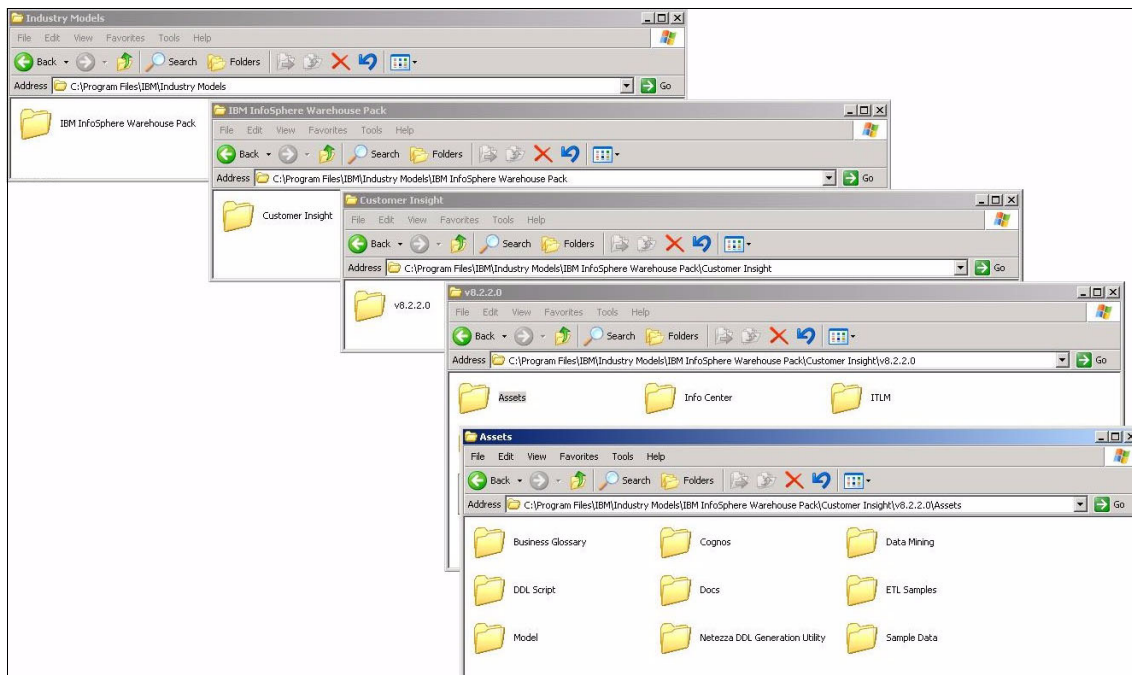 Industry Models
File Edit View Favorites Tools Help
Back Search Folders
Address C:\Program Files\IBM\Industry Models Go
IBM InfoSphere Warehouse Pack
IBM InfoSphere Warehouse Pack
File Edit View Favorites Tools Help
Back Search Folders
Address C:\Program Files\IBM\Industry Models\IBM InfoSphere Warehouse Pack Go
Customer Insight
Customer Insight
File Edit View Favorites Tools Help
Back Search Folders
Address C:\Program Files\IBM\Industry Models\IBM InfoSphere Warehouse Pack\Customer Insight Go
v8.2.2.0
v8.2.2.0
File Edit View Favorites Tools Help
Back Search Folders
Address C:\Program Files\IBM\Industry Models\IBM InfoSphere Warehouse Pack\Customer Insight\v8.2.2.0 Go
Assets Info Center ITLM
Assets
File Edit View Favorites Tools Help
Back Search Folders
Address C:\Program Files\IBM\Industry Models\IBM InfoSphere Warehouse Pack\Customer Insight\v8.2.2.0\Assets Go
Business Glossary Cognos Data Mining
DDL Script Docs ETL Samples
Model Netezza DDL Generation Utility Sample Data